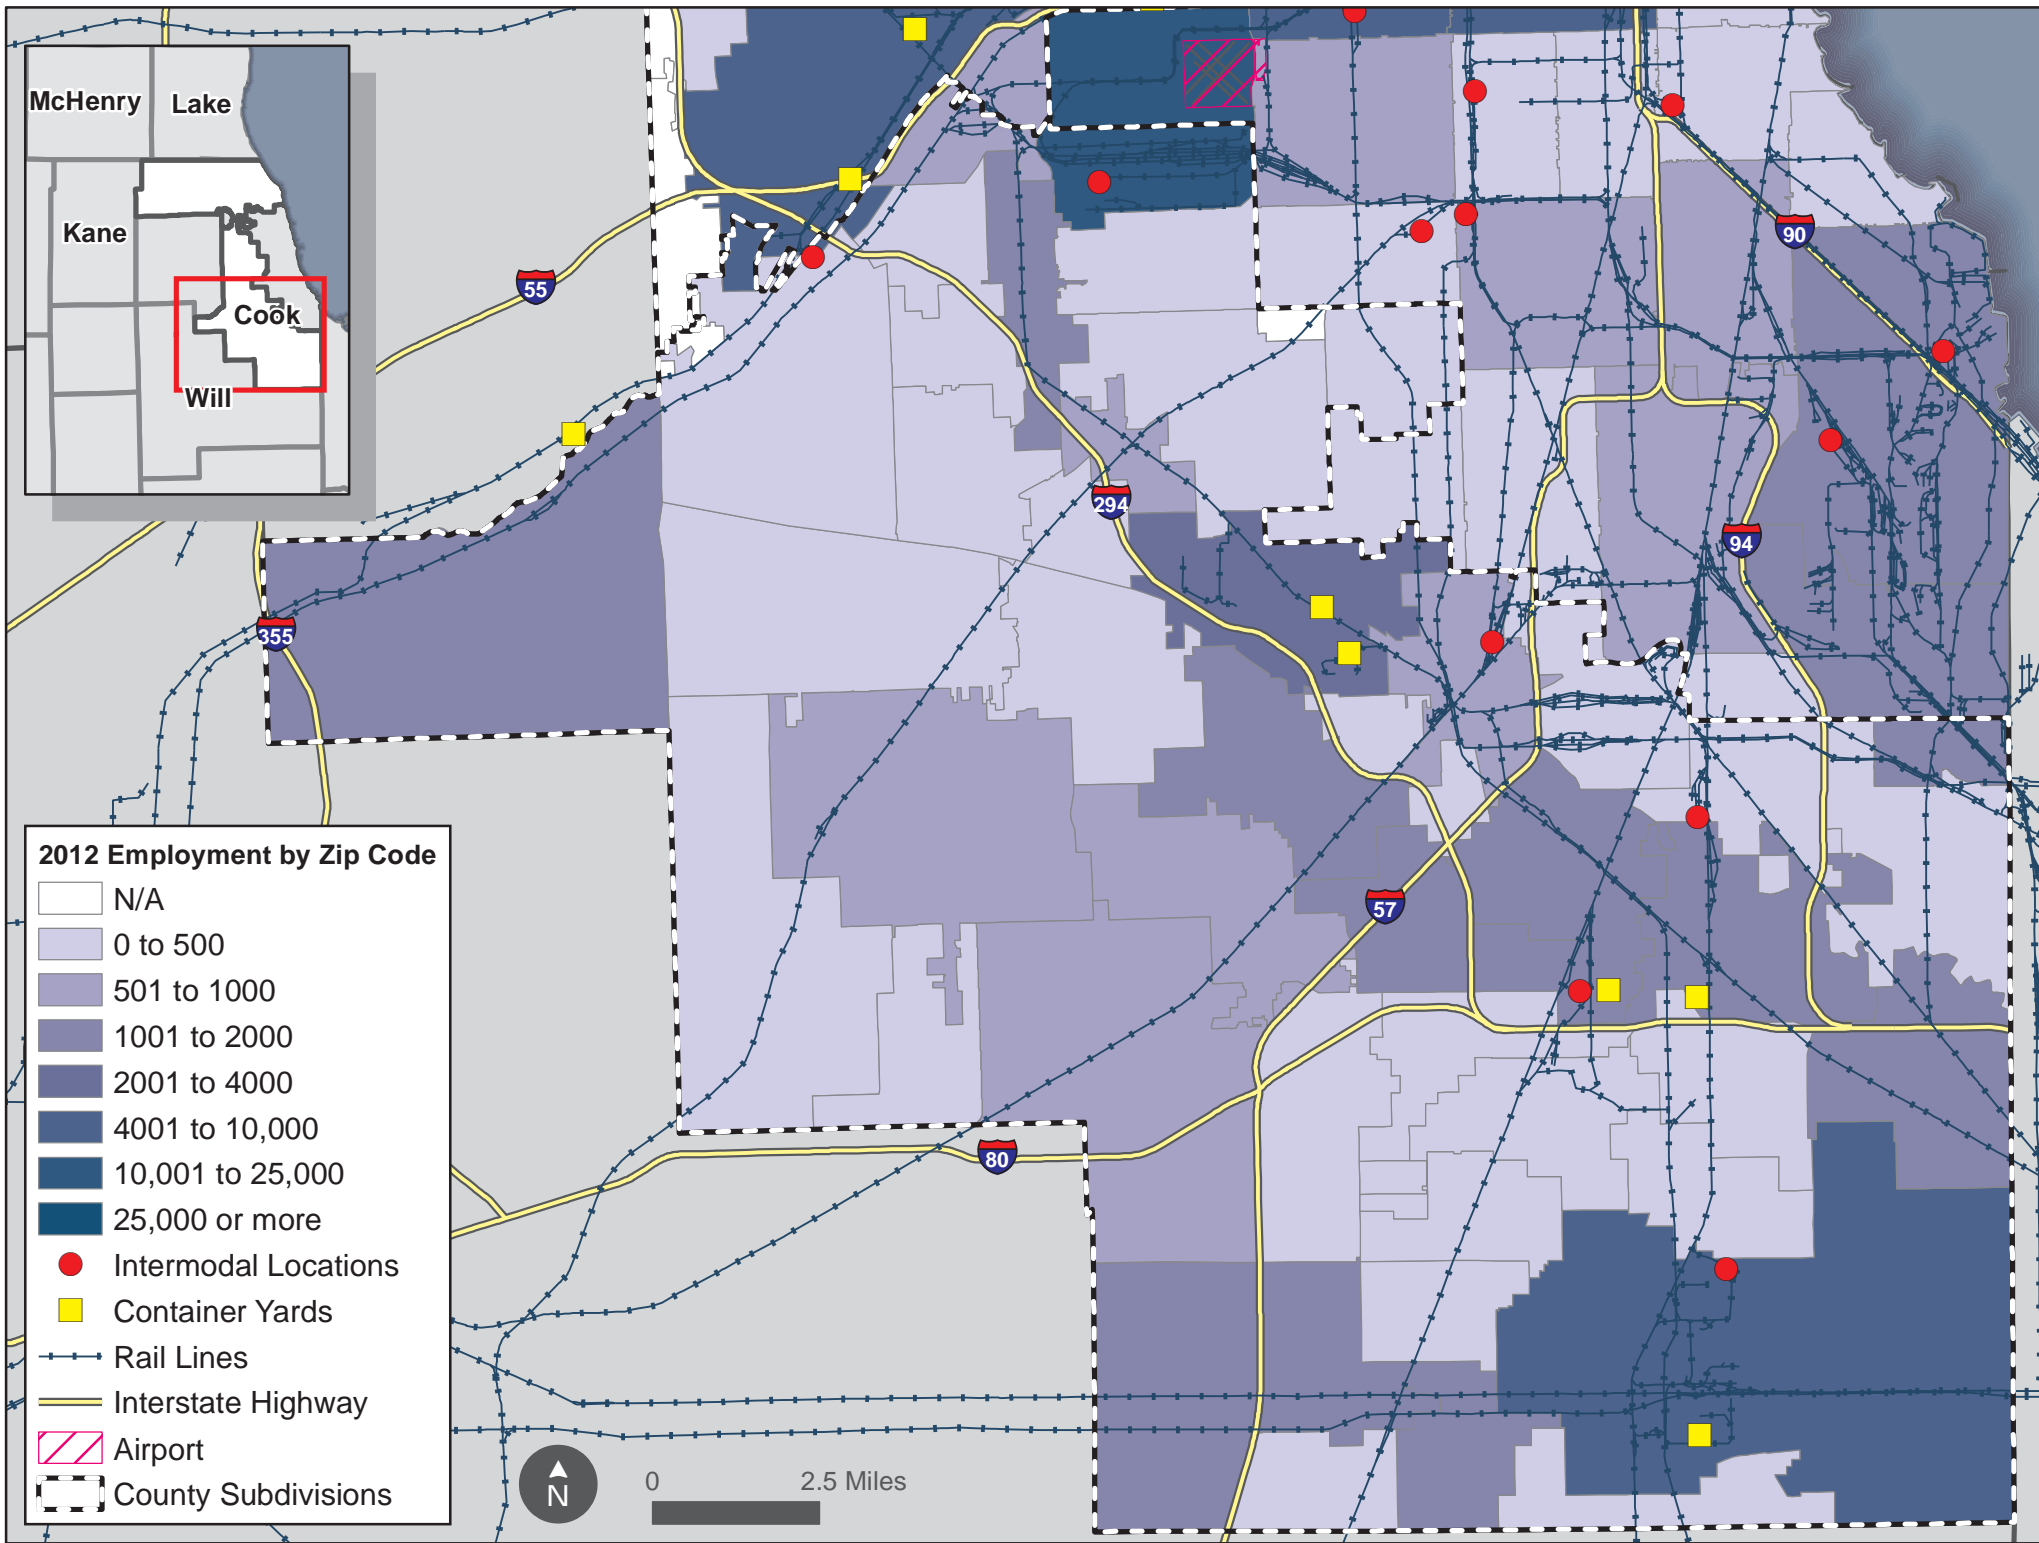 McHenry
Lake
Kane
Cook
Will
55
90
294
94
355
57
80
2012 Employment by Zip Code
N/A
0 to 500
501 to 1000
1001 to 2000
2001 to 4000
4001 to 10,000
10,001 to 25,000
25,000 or more
Intermodal Locations
Container Yards
Rail Lines
Interstate Highway
Airport
County Subdivisions
N
0 2.5 Miles